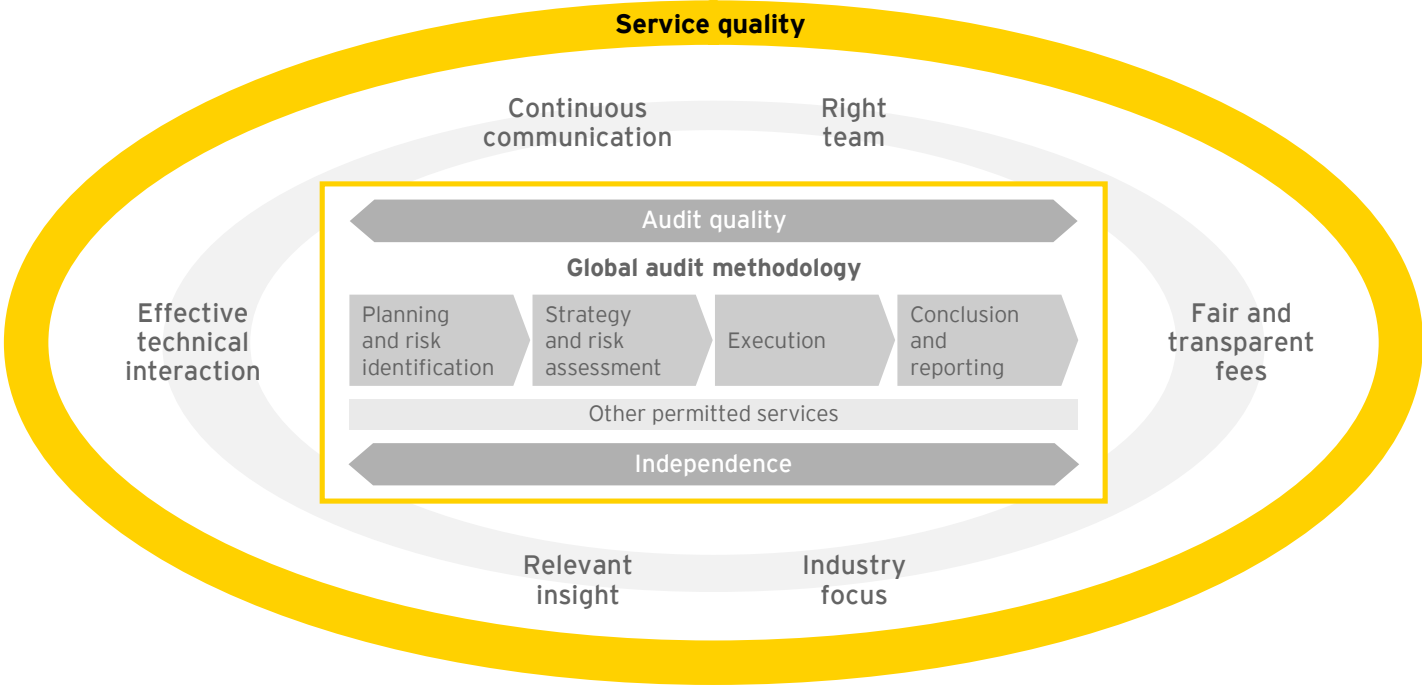 Service quality
Continuous
communication
Right
team
Audit quality
Global audit methodology
Effective
technical
interaction
Planning
and risk
identification
Strategy
and risk
assessment
Execution
Conclusion
and
reporting
Fair and
transparent
fees
Other permitted services
Independence
Relevant
insight
Industry
focus